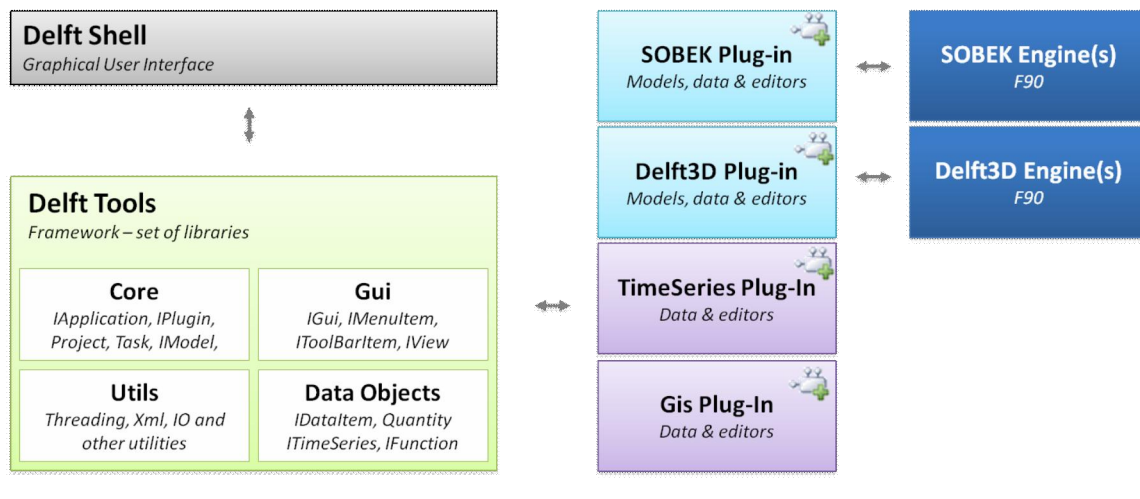 Delft Shell
Graphical User Interface
Delft Tools
Framework – set of libraries
Core
IApplication, IPlugin,
Project, Task, IModel,
Gui
IGui, IMenuItem,
IToolBarItem, IView
Utils
Threading, Xml, IO and
other utilities
Data Objects
IDataItem, Quantity
ITimeSeries, IFunction
SOBEK Plug-in
Models, data & editors
Delft3D Plug-in
Models, data & editors
TimeSeries Plug-In
Data & editors
Gis Plug-In
Data & editors
SOBEK Engine(s)
F90
Delft3D Engine(s)
F90